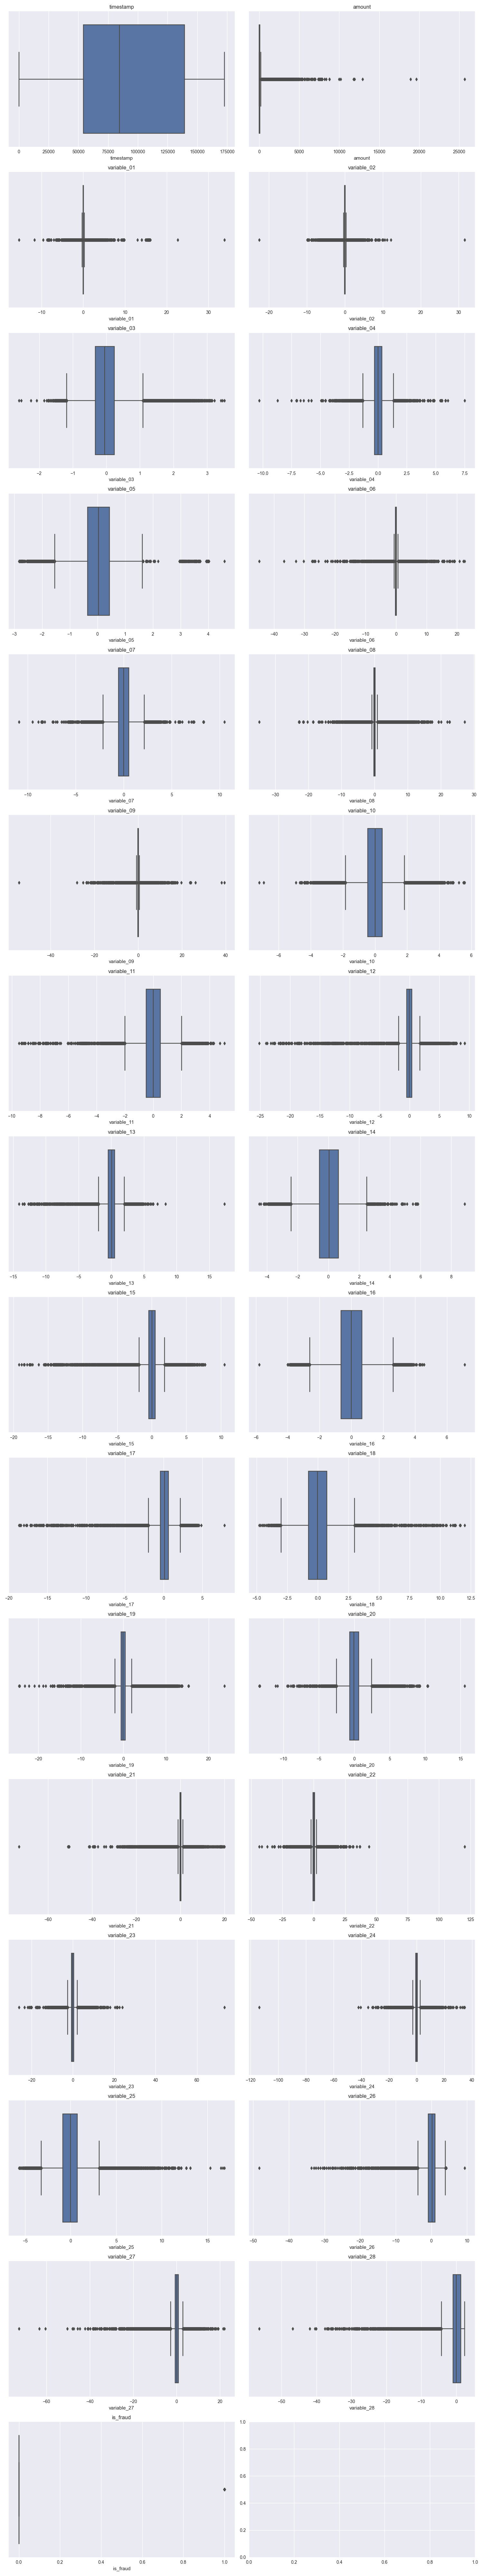 timestamp amount
0 25000 50000 75000 100000 125000 150000 175000 0 5000 10000 15000 20000 25000
timestamp amount
variable_01 variable_02
−10 0 10 20 30 −20 −10 0 10 20 30
variable_01 variable_02
variable_03 variable_04
−2 −1 0 1 2 3 −10.0 −7.5 −5.0 −2.5 0.0 2.5 5.0 7.5
variable_03 variable_04
variable_05 variable_06
−3 −2 −1 0 1 2 3 4 −40 −30 −20 −10 0 10 20
variable_05 variable_06
variable_07 variable_08
−10 −5 0 5 10 −30 −20 −10 0 10 20 30
variable_07 variable_08
variable_09 variable_10
−40 −20 0 20 40 −6 −4 −2 0 2 4 6
variable_09 variable_10
variable_11 variable_12
−10 −8 −6 −4 −2 0 2 4 −25 −20 −15 −10 −5 0 5 10
variable_11 variable_12
variable_13 variable_14
−15 −10 −5 0 5 10 15 −4 −2 0 2 4 6 8
variable_13 variable_14
variable_15 variable_16
−20 −15 −10 −5 0 5 10 −6 −4 −2 0 2 4 6
variable_15 variable_16
variable_17 variable_18
−20 −15 −10 −5 0 5 −5.0 −2.5 0.0 2.5 5.0 7.5 10.0 12.5
variable_17 variable_18
variable_19 variable_20
−20 −10 0 10 20 −10 −5 0 5 10 15
variable_19 variable_20
variable_21 variable_22
−60 −40 −20 0 20 −50 −25 0 25 50 75 100 125
variable_21 variable_22
variable_23 variable_24
−20 0 20 40 60 −120 −100 −80 −60 −40 −20 0 20 40
variable_23 variable_24
variable_25 variable_26
−5 0 5 10 15 −50 −40 −30 −20 −10 0 10
variable_25 variable_26
variable_27 variable_28
−60 −40 −20 0 20 −50 −40 −30 −20 −10 0
variable_27 variable_28
is_fraud
1.0
0.8
0.6
0.4
0.2
0.0
0.0 0.2 0.4 0.6 0.8 1.0 0.0 0.2 0.4 0.6 0.8 1.0
is_fraud